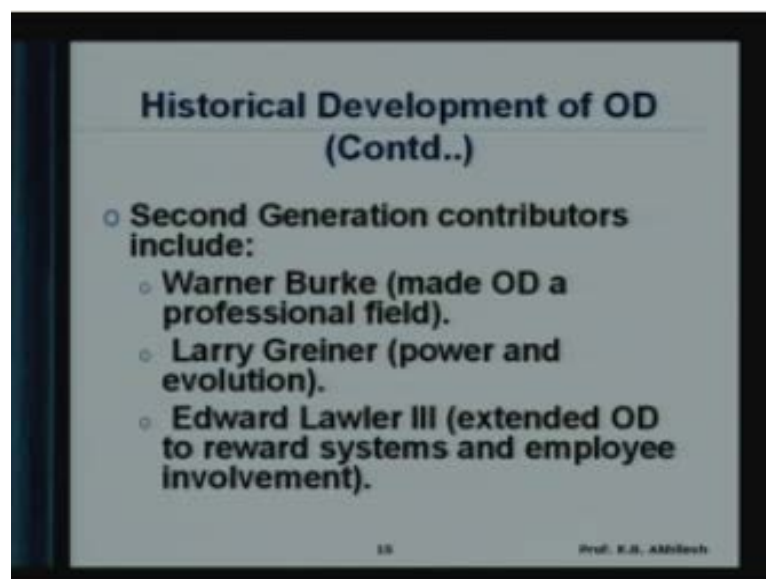 Historical Development of OD
(Contd..)
Second Generation contributors
include:
Warner Burke (made OD a
professional field).
Larry Greiner (power and
evolution).
Edward Lawler III (extended OD
to reward systems and employee
involvement).
15
Prof. K.B. Akhilesh